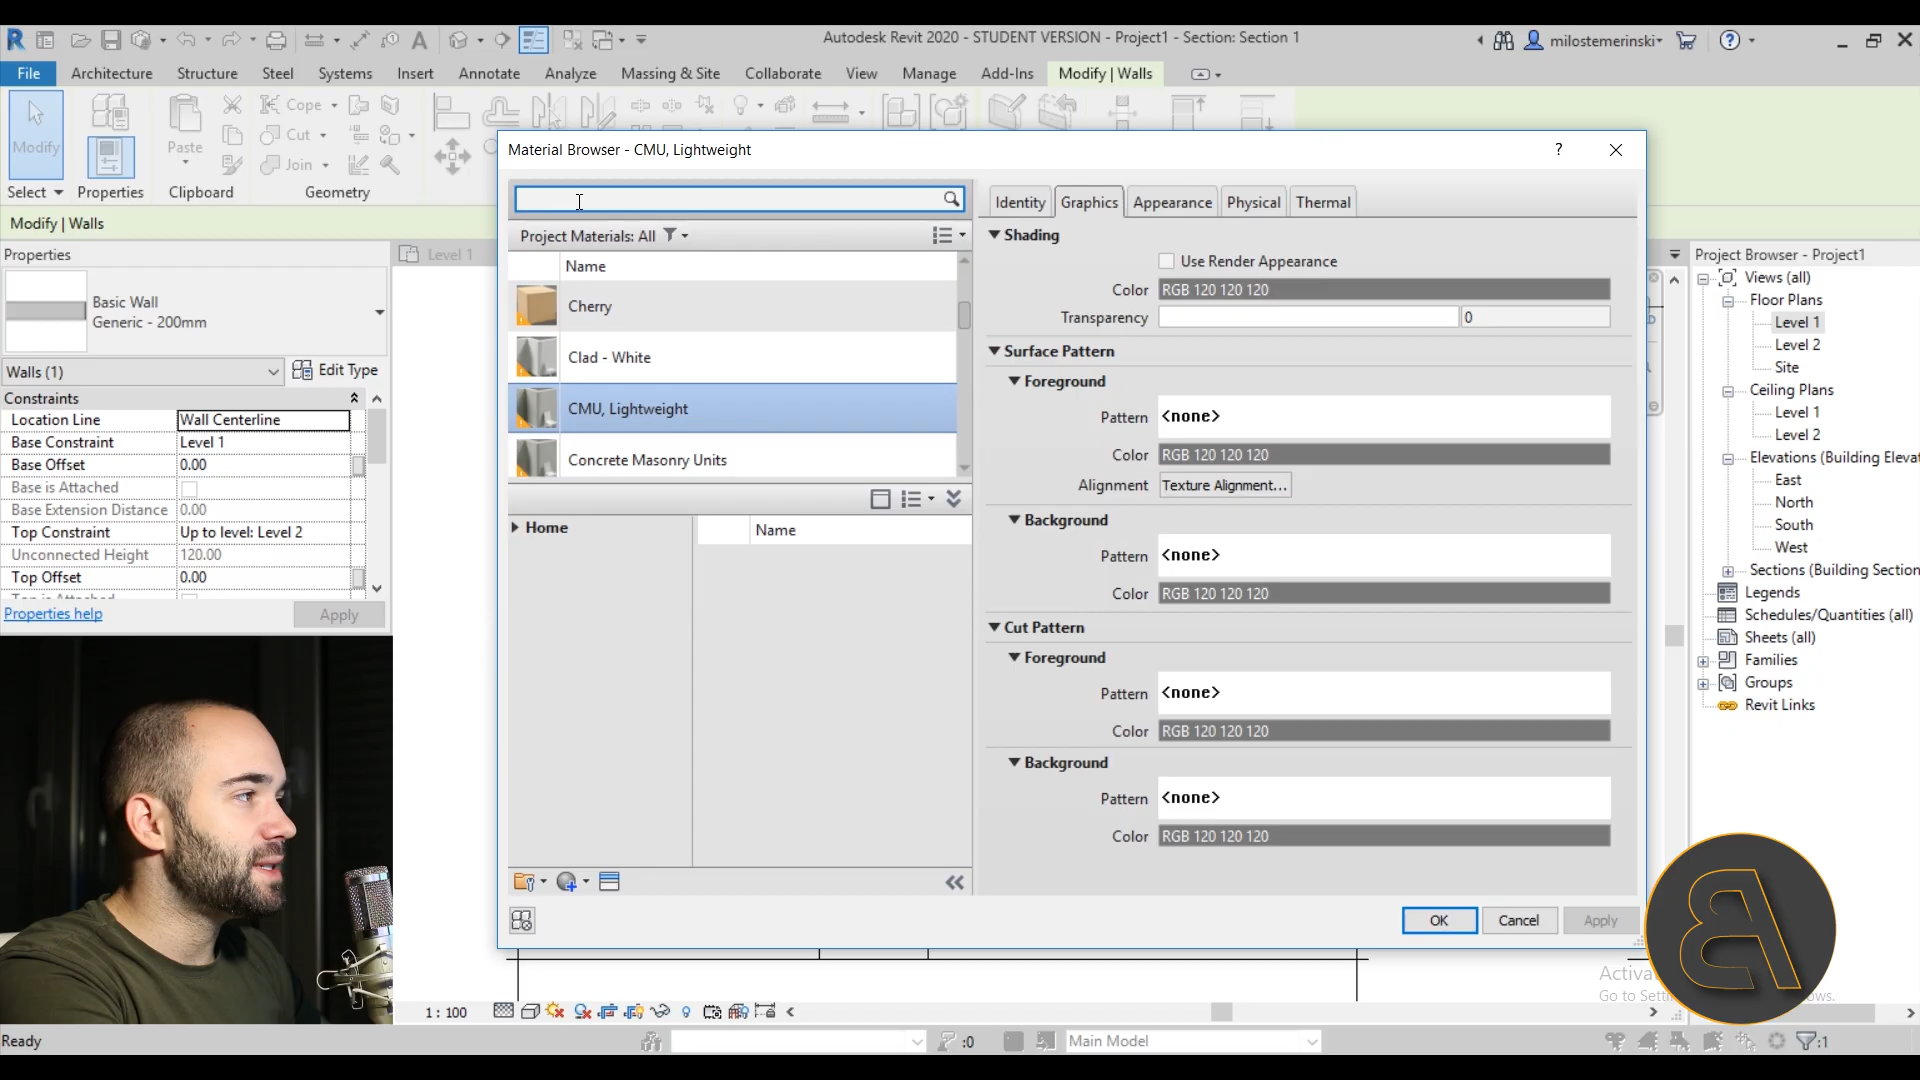 Autodesk Revit 2020 - STUDENT VERSION - Project1 - Section: Section 1
milostemerinski
File Architecture Structure Steel Systems Insert Annotate Analyze Massing & Site Collaborate View Manage Add-Ins Modify | Walls
Modify
Paste
Cope
Cut
Join
Select Properties Clipboard Geometry
Modify | Walls
Properties
Basic Wall
Generic - 200mm
Walls (1)
Edit Type
Constraints
Location Line Wall Centerline
Base Constraint Level 1
Base Offset 0.00
Base is Attached
Base Extension Distance 0.00
Top Constraint Up to level: Level 2
Unconnected Height 120.00
Top Offset 0.00
Properties help
Apply
Level 1
Material Browser - CMU, Lightweight
Project Materials: All
Name
Cherry
Clad - White
CMU, Lightweight
Concrete Masonry Units
Home
Name
Identity Graphics Appearance Physical Thermal
Shading
Use Render Appearance
Color RGB 120 120 120
Transparency 0
Surface Pattern
Foreground
Pattern <none>
Color RGB 120 120 120
Alignment Texture Alignment...
Background
Pattern <none>
Color RGB 120 120 120
Cut Pattern
Foreground
Pattern <none>
Color RGB 120 120 120
Background
Pattern <none>
Color RGB 120 120 120
OK Cancel Apply
Project Browser - Project1
Views (all)
Floor Plans
Level 1
Level 2
Site
Ceiling Plans
Level 1
Level 2
Elevations (Building Eleva
East
North
South
West
Sections (Building Section
Legends
Schedules/Quantities (all)
Sheets (all)
Families
Groups
Revit Links
1 : 100
Activa
Go to Setti ows.
Ready
:0
Main Model
:1